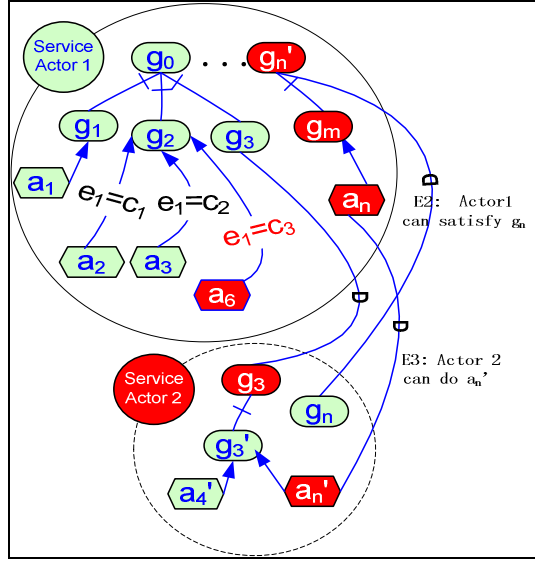 Service
Actor 1
g0
...
gn'
g1
g2
g3
gm
a1
an
e1=c1
e1=c2
e1=c3
a2
a3
a6
D
E2: Actor1
can satisfy gn
D
D
E3: Actor 2
can do an'
Service
Actor 2
g3
gn
g3'
a4'
an'